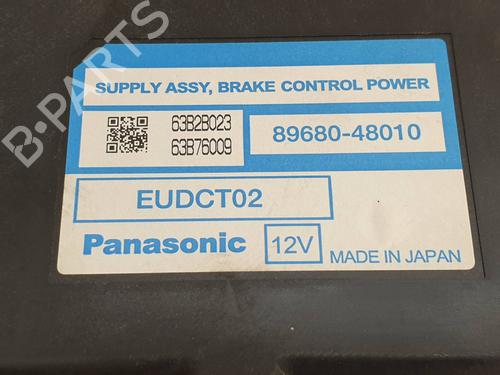 B-PARTS
SUPPLY ASSY, BRAKE CONTROL POWER
63B2B023
63B76009
89680-48010
EUDCT02
Panasonic
12V
MADE IN JAPAN